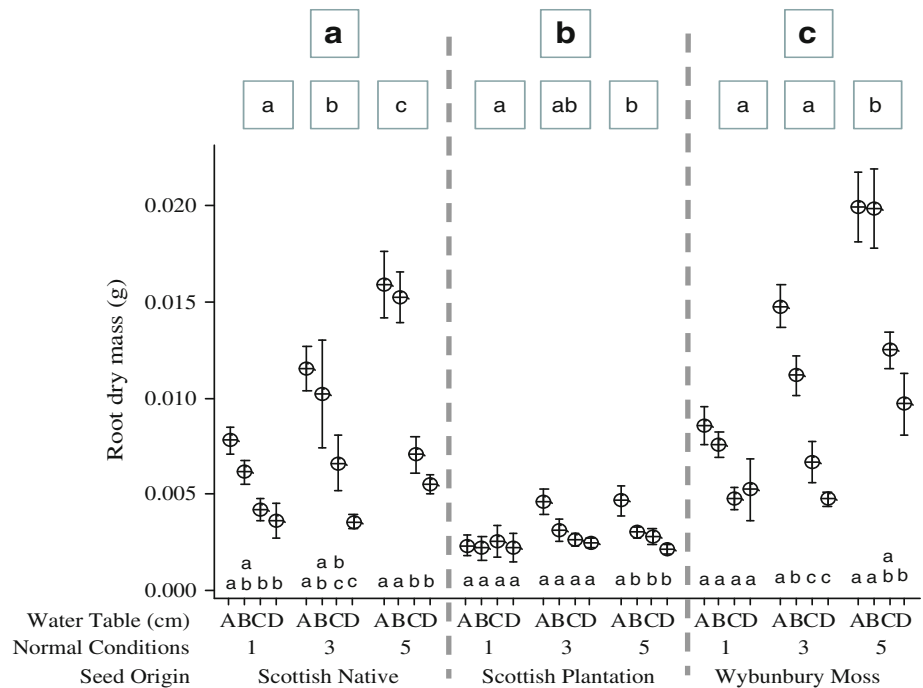 a b c
a b c a ab b a a b
0.020
0.015
0.010
0.005
0.000
Root dry mass (g)
a a b a
a b b b a b c c a a b b a a a a a a a a a b b b a a a a a b c c a a b b
Water Table (cm) ABCD ABCD ABCD ABCD ABCD ABCD ABCD ABCD ABCD
Normal Conditions 1 3 5 1 3 5 1 3 5
Seed Origin Scottish Native Scottish Plantation Wybunbury Moss